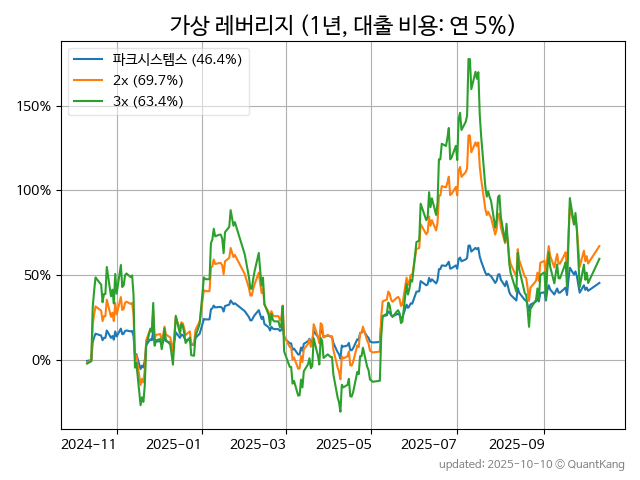 가상 레버리지 (1년, 대출 비용: 연 5%)
파크시스템스 (46.4%)
2x (69.7%)
3x (63.4%)
150%
100%
50%
0%
2024-11 2025-01 2025-03 2025-05 2025-07 2025-09
updated: 2025-10-10 © QuantKang